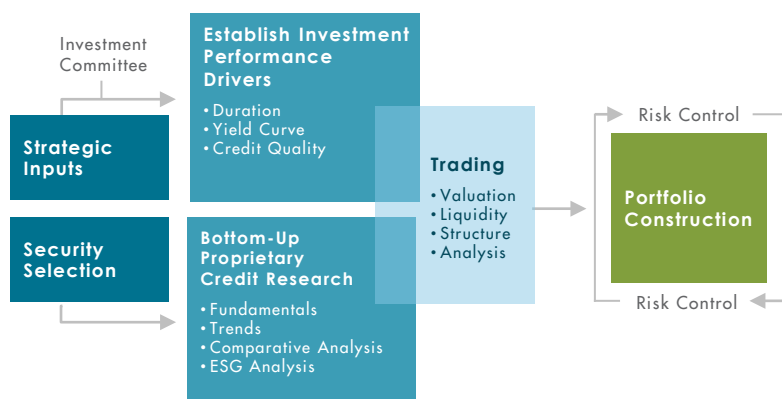 Investment
Committee
Strategic
Inputs
Security
Selection
Establish Investment
Performance
Drivers
• Duration
• Yield Curve
• Credit Quality
Bottom-Up
Proprietary
Credit Research
• Fundamentals
• Trends
• Comparative Analysis
• ESG Analysis
Trading
• Valuation
• Liquidity
• Structure
• Analysis
Risk Control
Portfolio
Construction
Risk Control